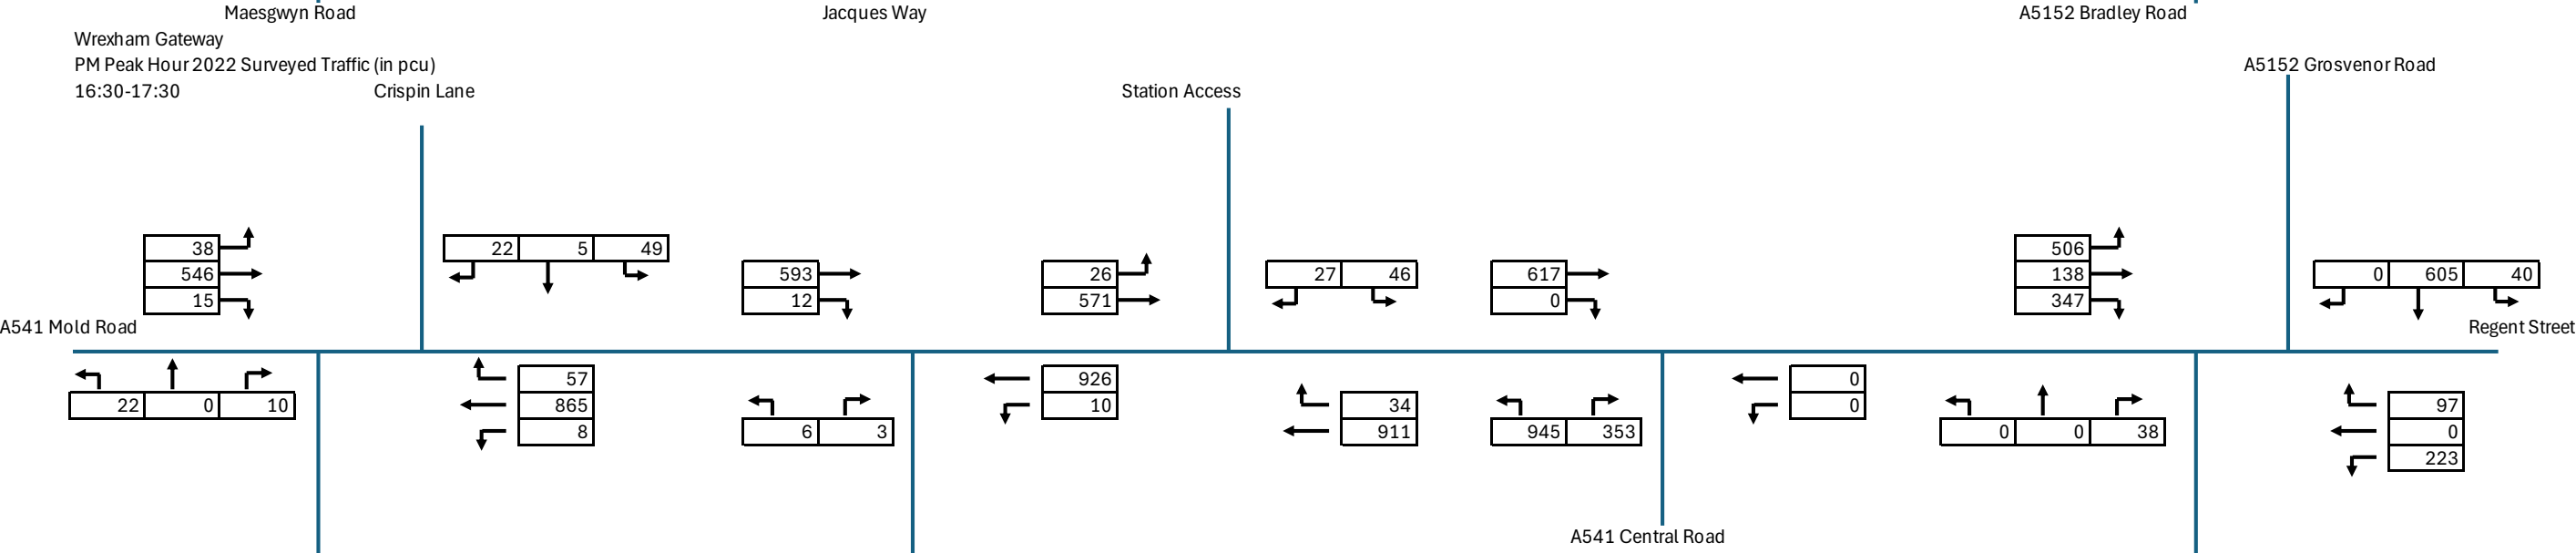 Maesgwyn Road
Jacques Way
A5152 Bradley Road
Wrexham Gateway
PM Peak Hour 2022 Surveyed Traffic (in pcu)
A5152 Grosvenor Road
16:30-17:30
Crispin Lane
Station Access
38
546
15
22 5 49
593
12
26
571
27 46
617
0
506
138
347
0 605 40
A541 Mold Road
Regent Street
22 0 10
57
865
8
6 3
926
10
34
911
945 353
0
0
0 0 38
97
0
223
A541 Central Road